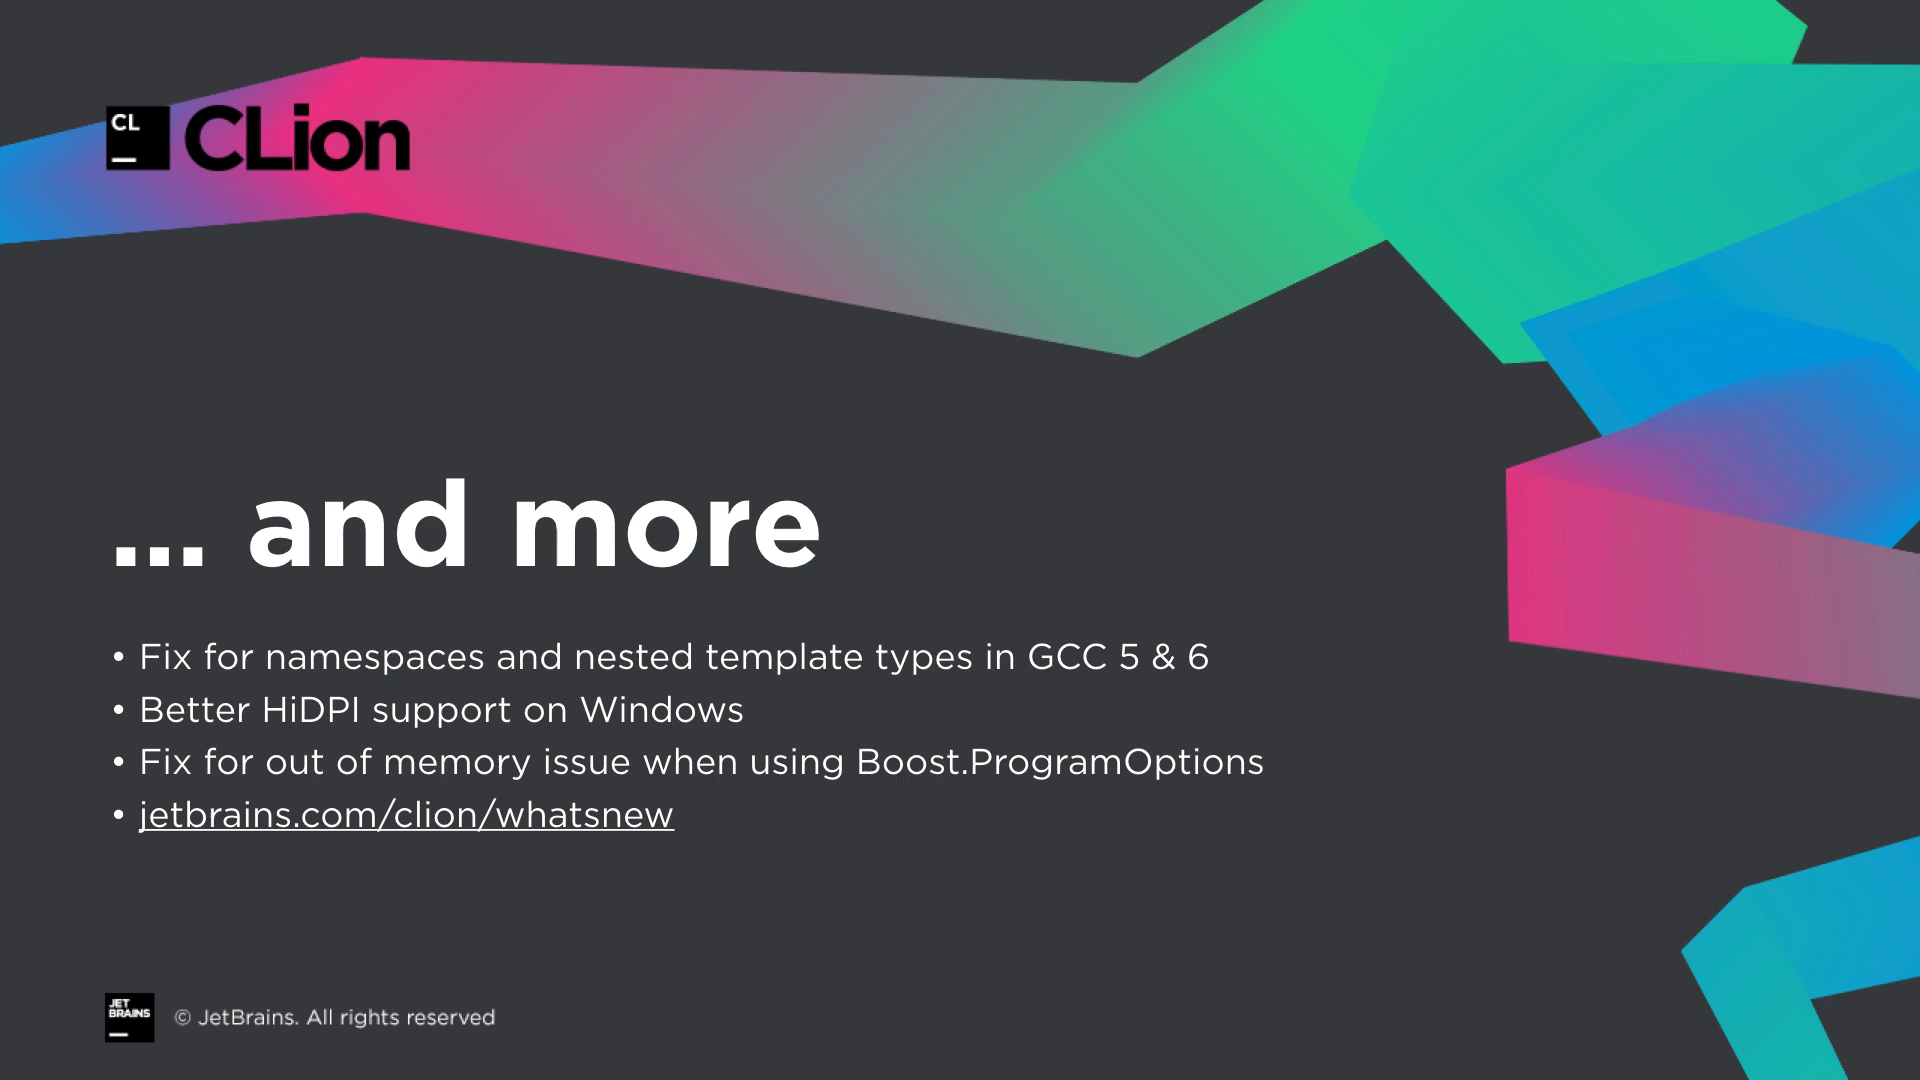 CL
CLion
... and more
• Fix for namespaces and nested template types in GCC 5 & 6
• Better HiDPI support on Windows
• Fix for out of memory issue when using Boost.ProgramOptions
• jetbrains.com/clion/whatsnew
JET
BRAINS
© JetBrains. All rights reserved